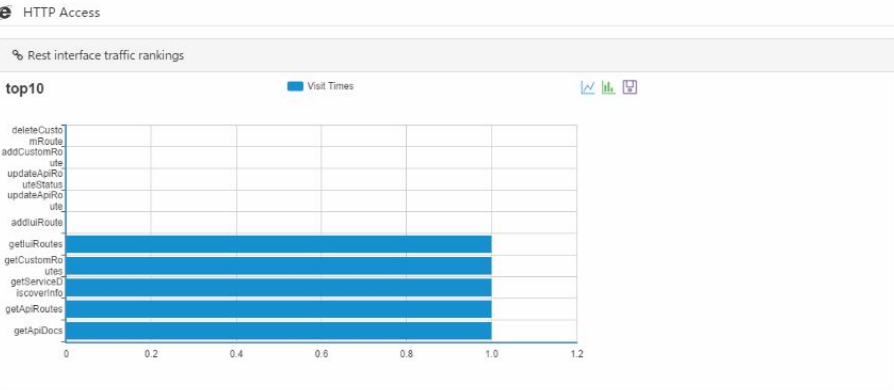 HTTP Access
Rest interface traffic rankings
top10
Visit Times
deleteCusto
mRoute
addCustomRo
ute
updateApiRo
uteStatus
updateApiRo
ute
addIuiRoute
getIuiRoutes
getCustomRo
utes
getServiceD
iscoverInfo
getApiRoutes
getApiDocs
0 0.2 0.4 0.6 0.8 1.0 1.2